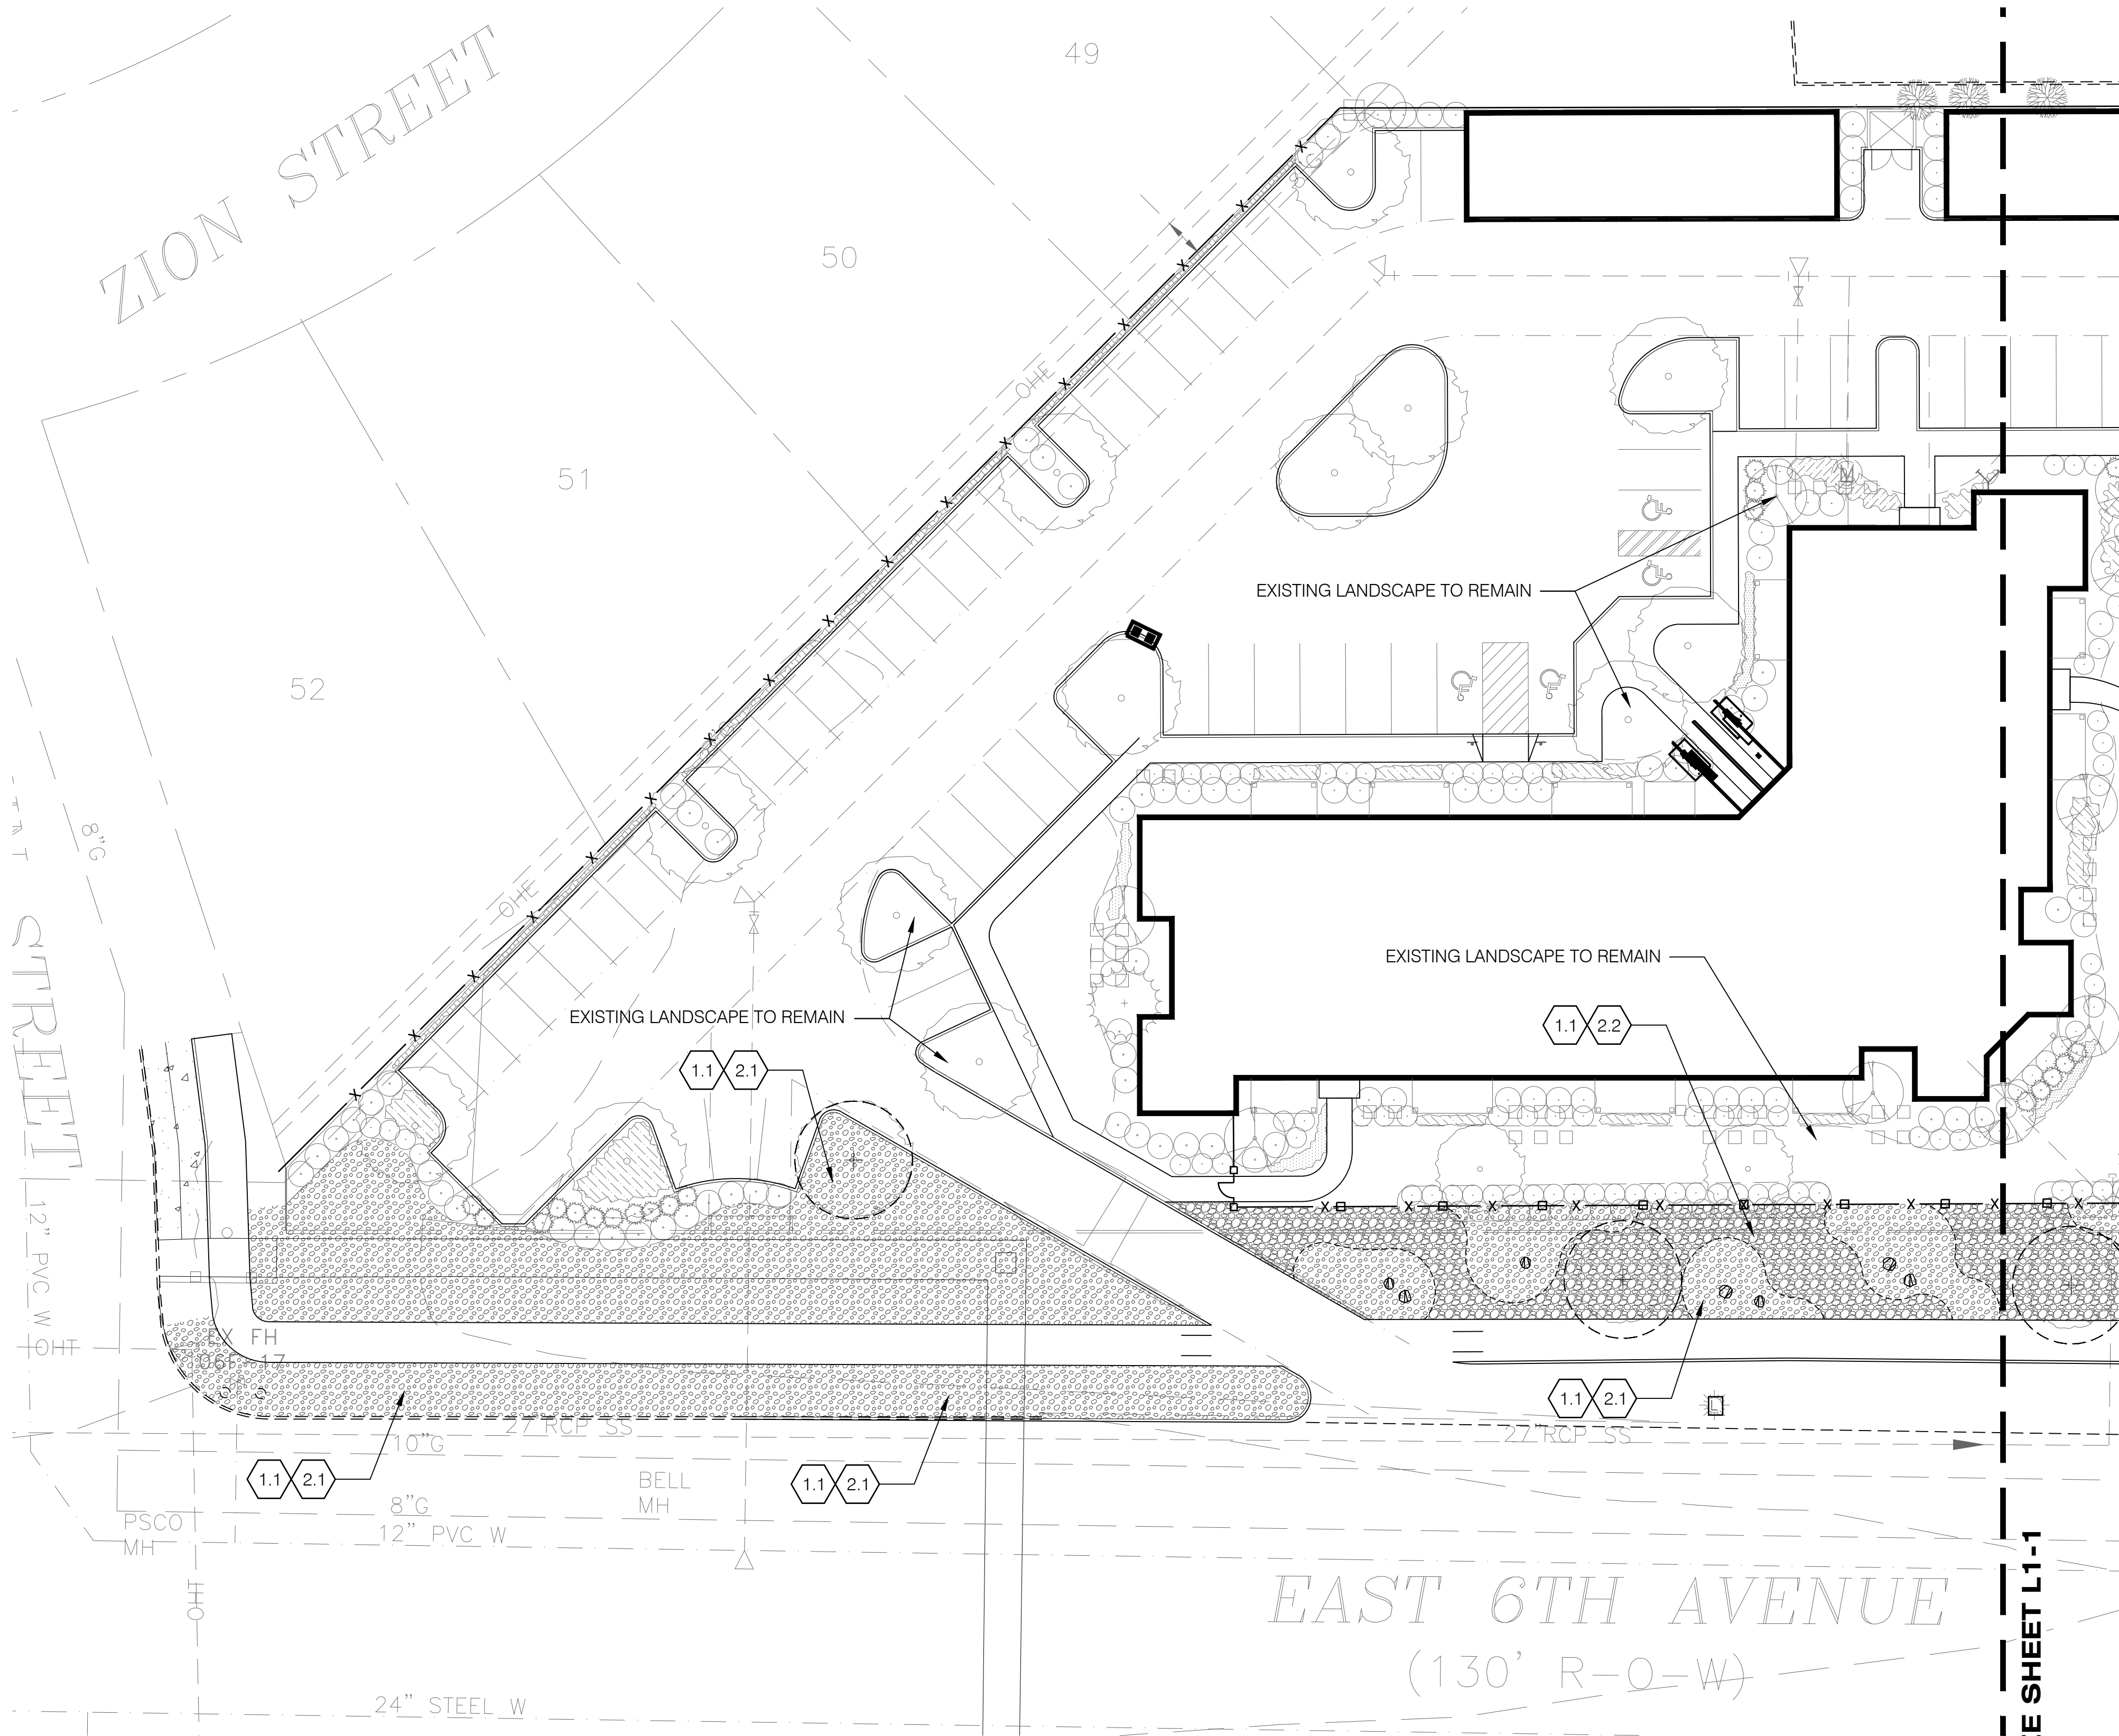 ZION STREET
49
50
51
52
OHE
OHE
EXISTING LANDSCAPE TO REMAIN
EXISTING LANDSCAPE TO REMAIN
EXISTING LANDSCAPE TO REMAIN
1.1 2.2
1.1 2.1
8"G
STREET
12" PVC W
OHT
EX FH
1.1 2.1
1.1 2.1
1.1 2.1
27"RCP SS
27"RCP SS
10"G
8"G
12" PVC W
BELL
MH
PSCO
MH
OHT
24" STEEL W
EAST 6TH AVENUE
(130' R-O-W)
SHEET L1-1